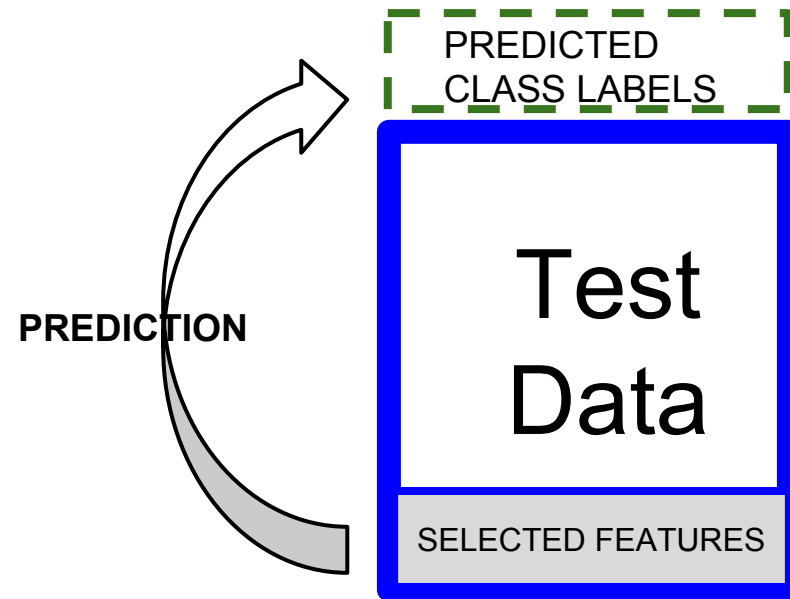 PREDICTED
CLASS LABELS
Test
Data
PREDICTION
SELECTED FEATURES